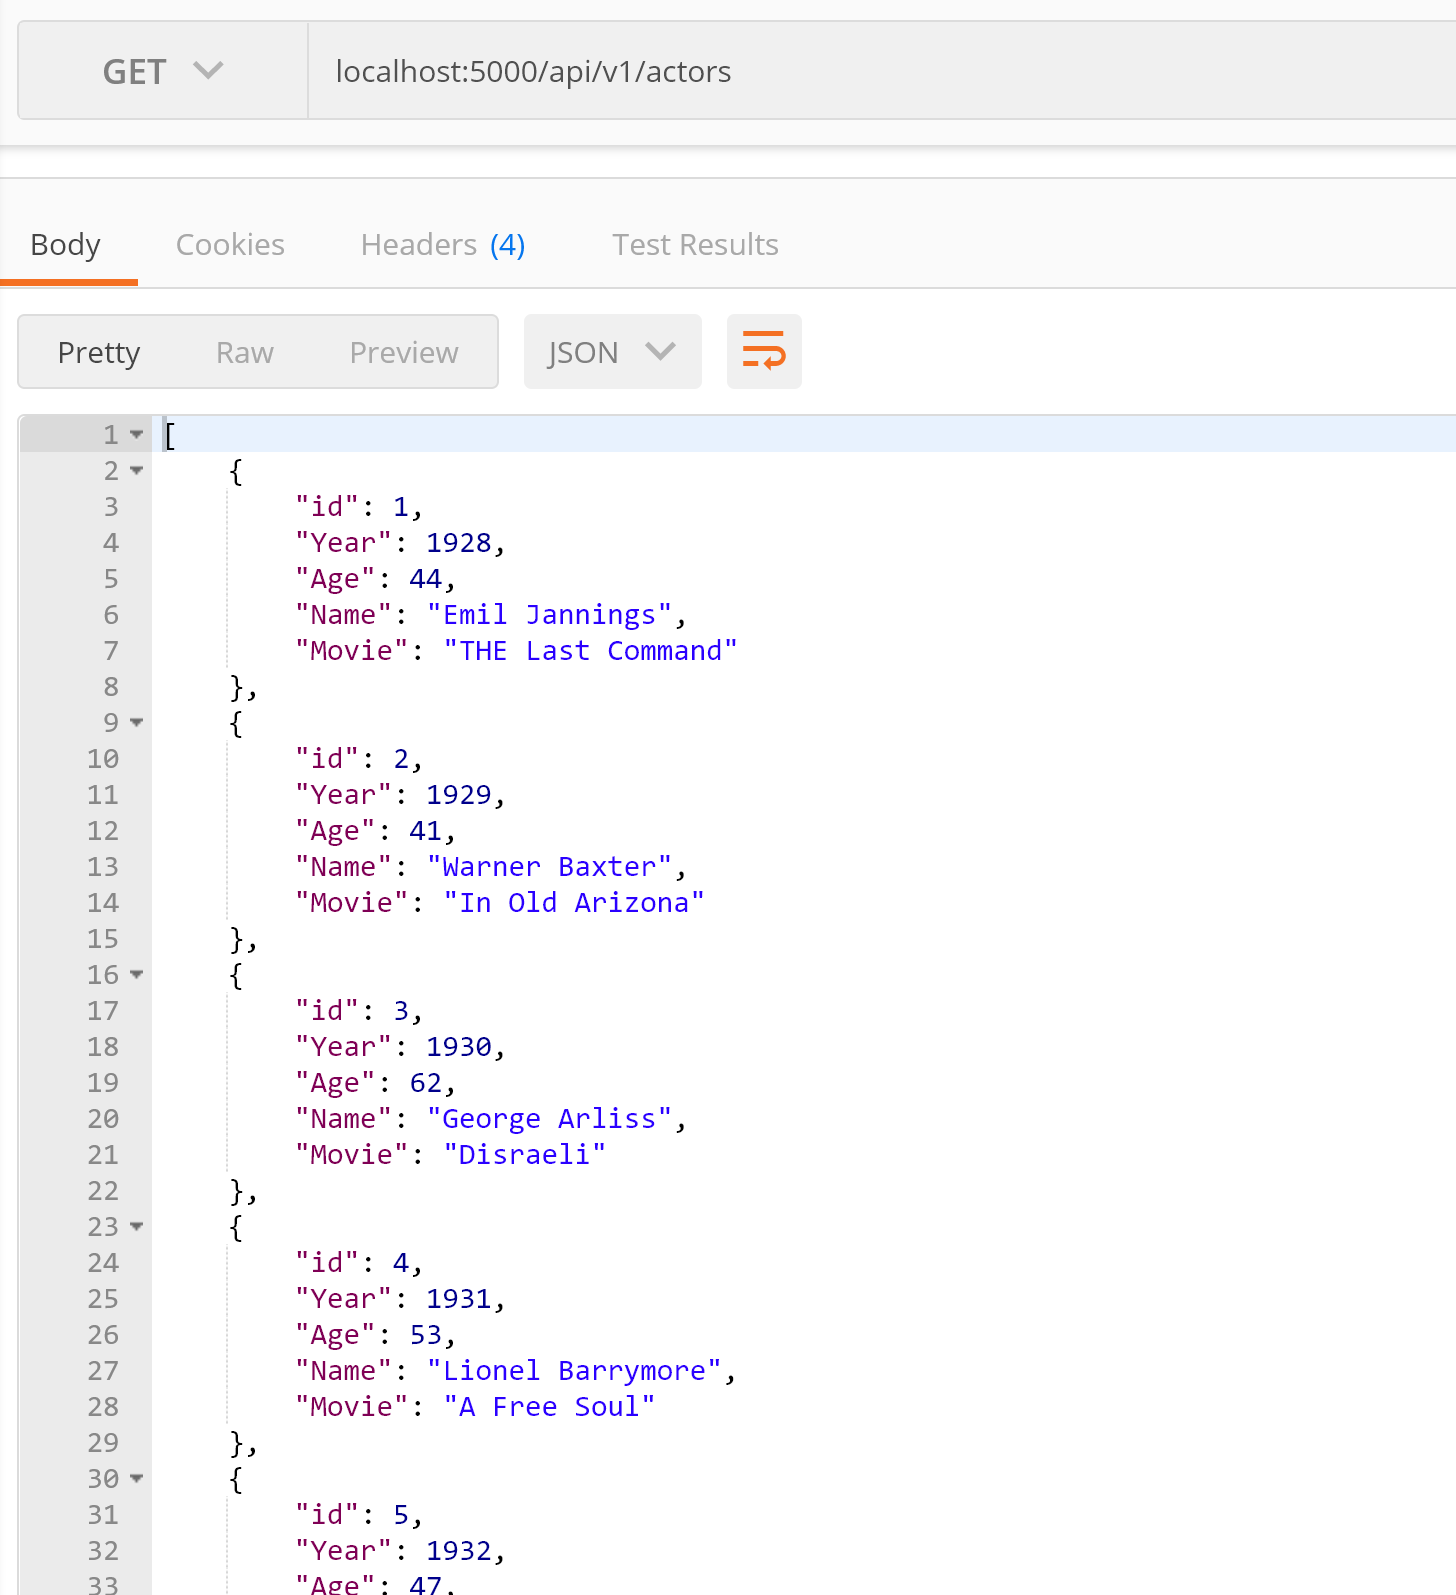 GET localhost:5000/api/v1/actors
Body Cookies Headers (4) Test Results
Pretty Raw Preview JSON
1 [
2 {
3 "id": 1,
4 "Year": 1928,
5 "Age": 44,
6 "Name": "Emil Jannings",
7 "Movie": "THE Last Command"
8 },
9 {
10 "id": 2,
11 "Year": 1929,
12 "Age": 41,
13 "Name": "Warner Baxter",
14 "Movie": "In Old Arizona"
15 },
16 {
17 "id": 3,
18 "Year": 1930,
19 "Age": 62,
20 "Name": "George Arliss",
21 "Movie": "Disraeli"
22 },
23 {
24 "id": 4,
25 "Year": 1931,
26 "Age": 53,
27 "Name": "Lionel Barrymore",
28 "Movie": "A Free Soul"
29 },
30 {
31 "id": 5,
32 "Year": 1932,
33 "Age": 47,